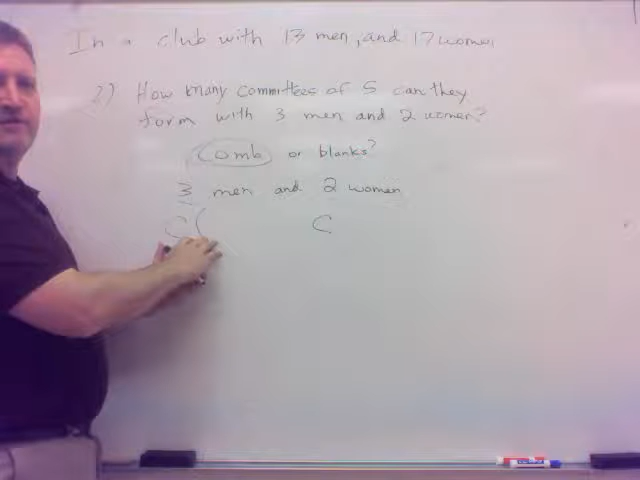 In a club with 13 men, and 17 women
2) How many committees of 5 can they
form with 3 men and 2 women?
Comb or blanks?
3 men and 2 women
C( C